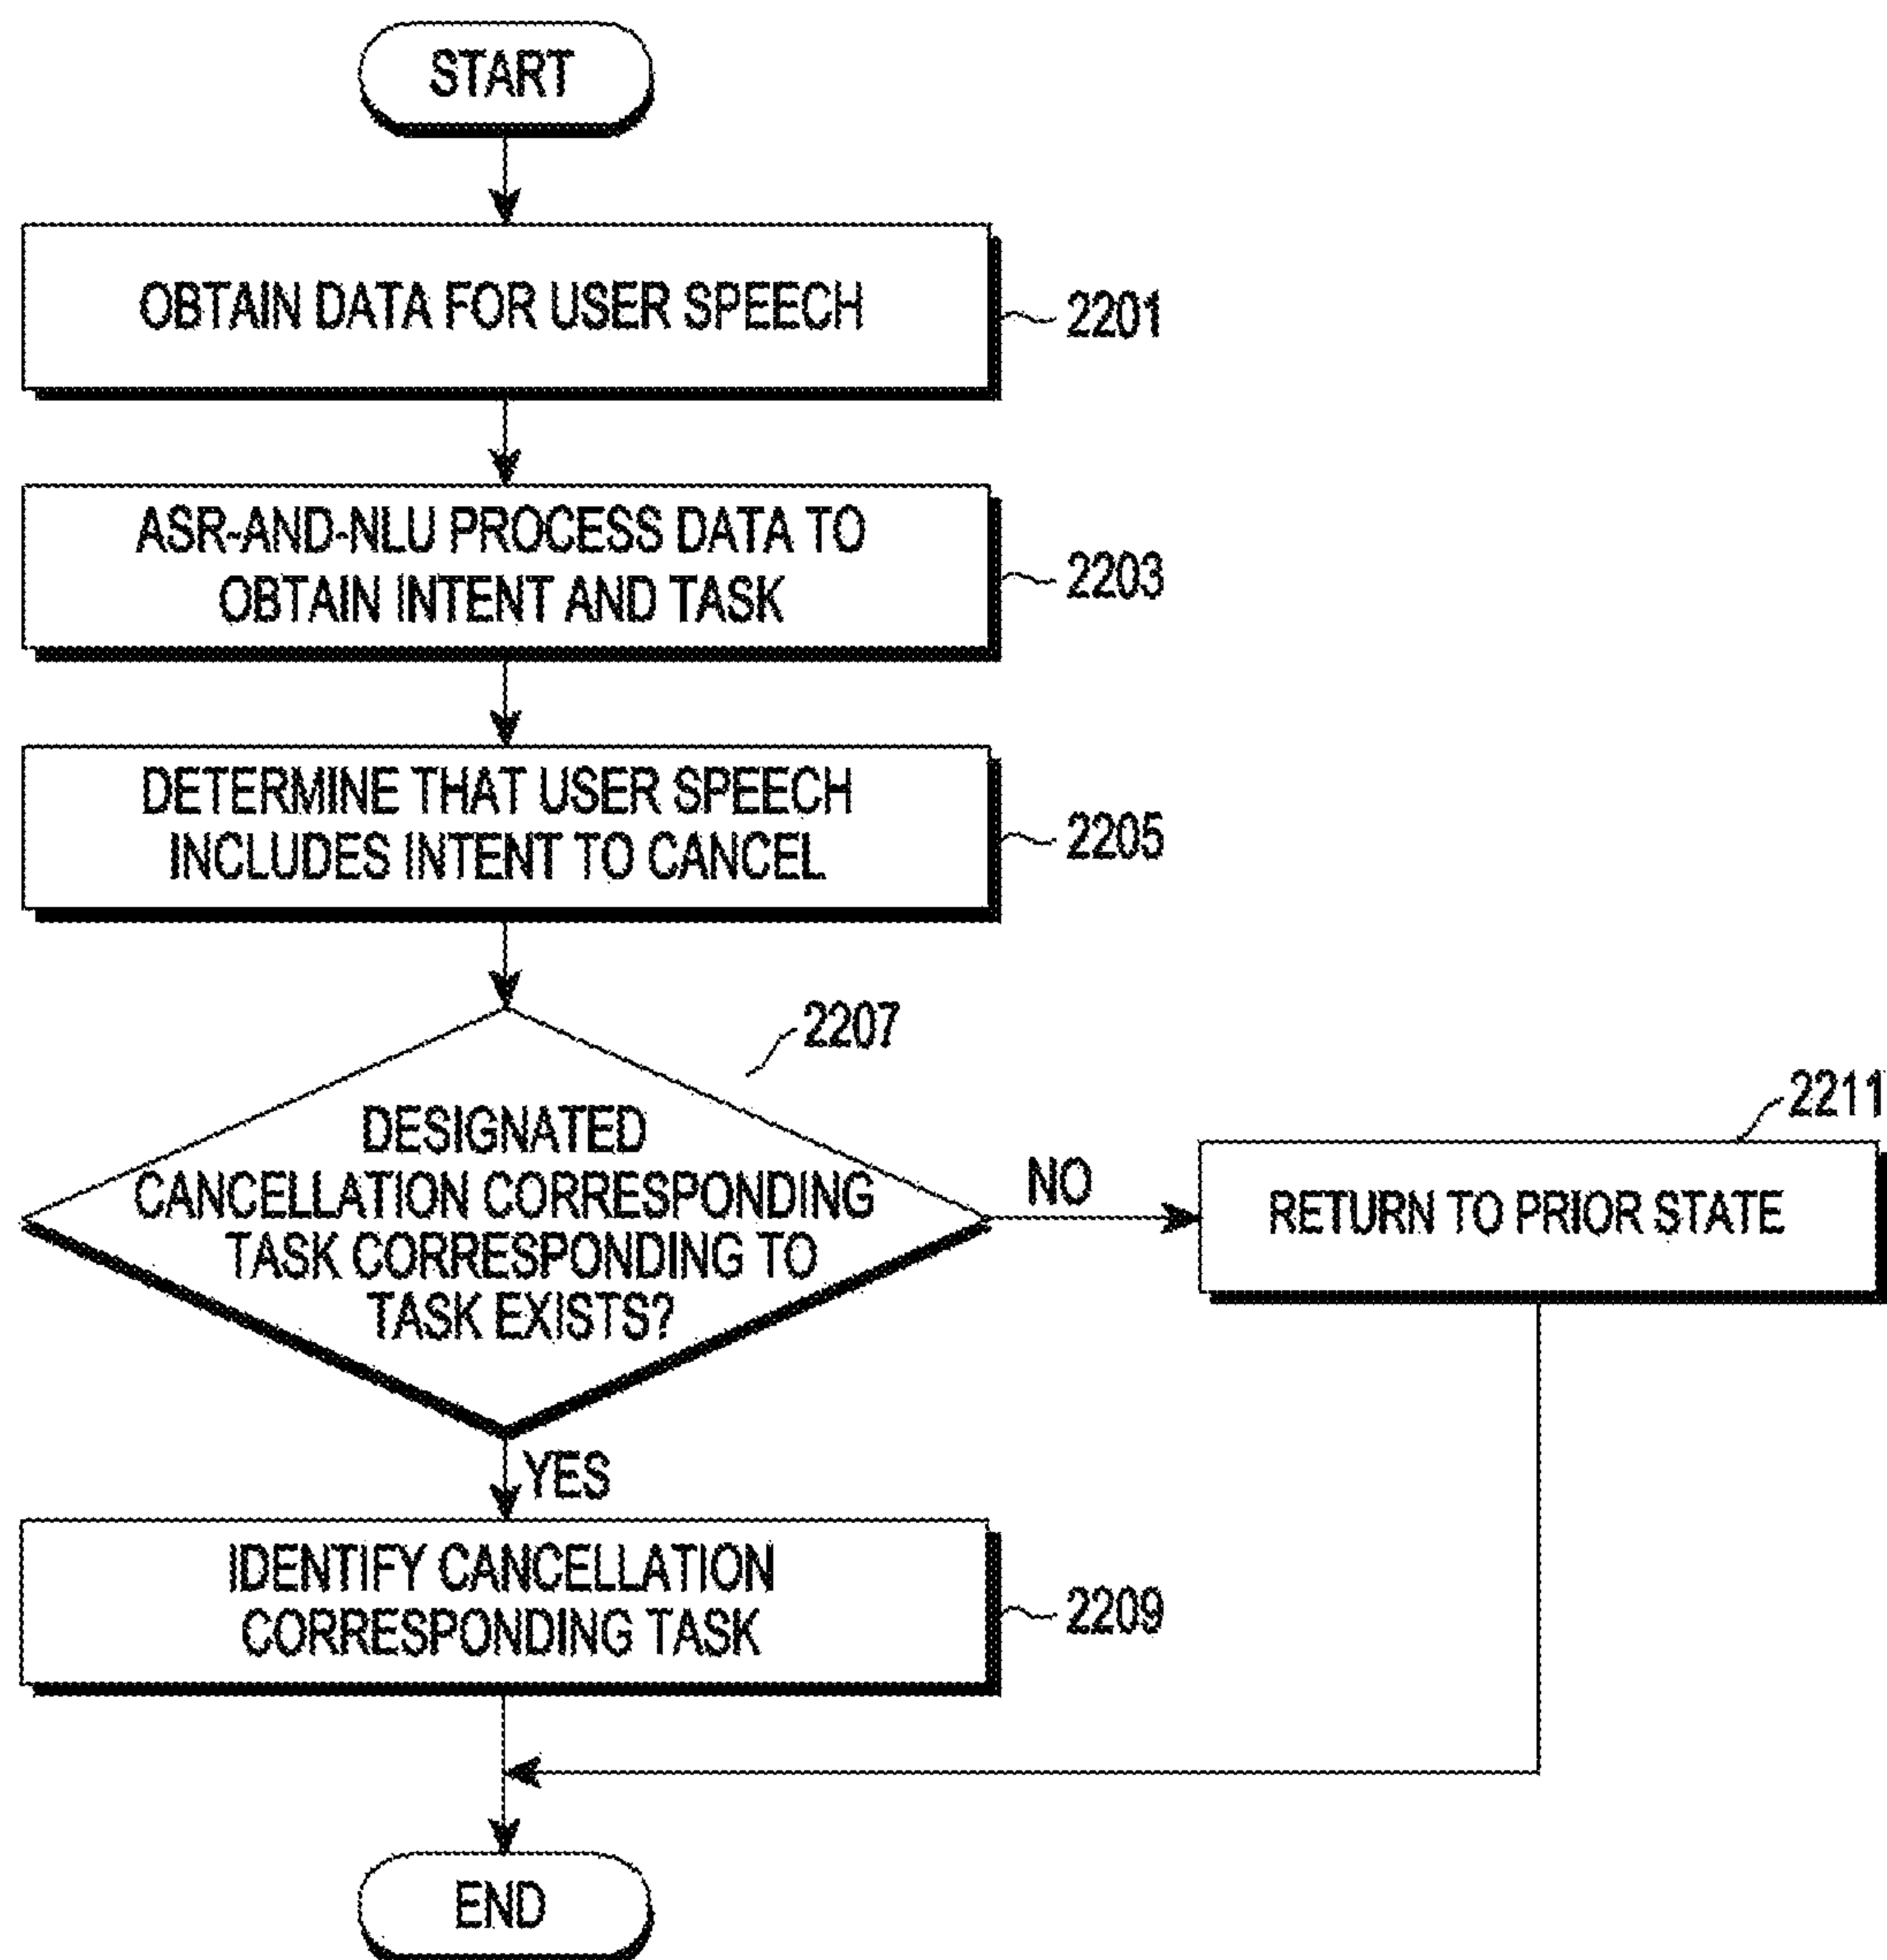 START
OBTAIN DATA FOR USER SPEECH
2201
ASR-AND-NLU PROCESS DATA TO
OBTAIN INTENT AND TASK
2203
DETERMINE THAT USER SPEECH
INCLUDES INTENT TO CANCEL
2205
2207
DESIGNATED
CANCELLATION CORRESPONDING
TASK CORRESPONDING TO
TASK EXISTS?
NO
2211
RETURN TO PRIOR STATE
YES
IDENTIFY CANCELLATION
CORRESPONDING TASK
2209
END